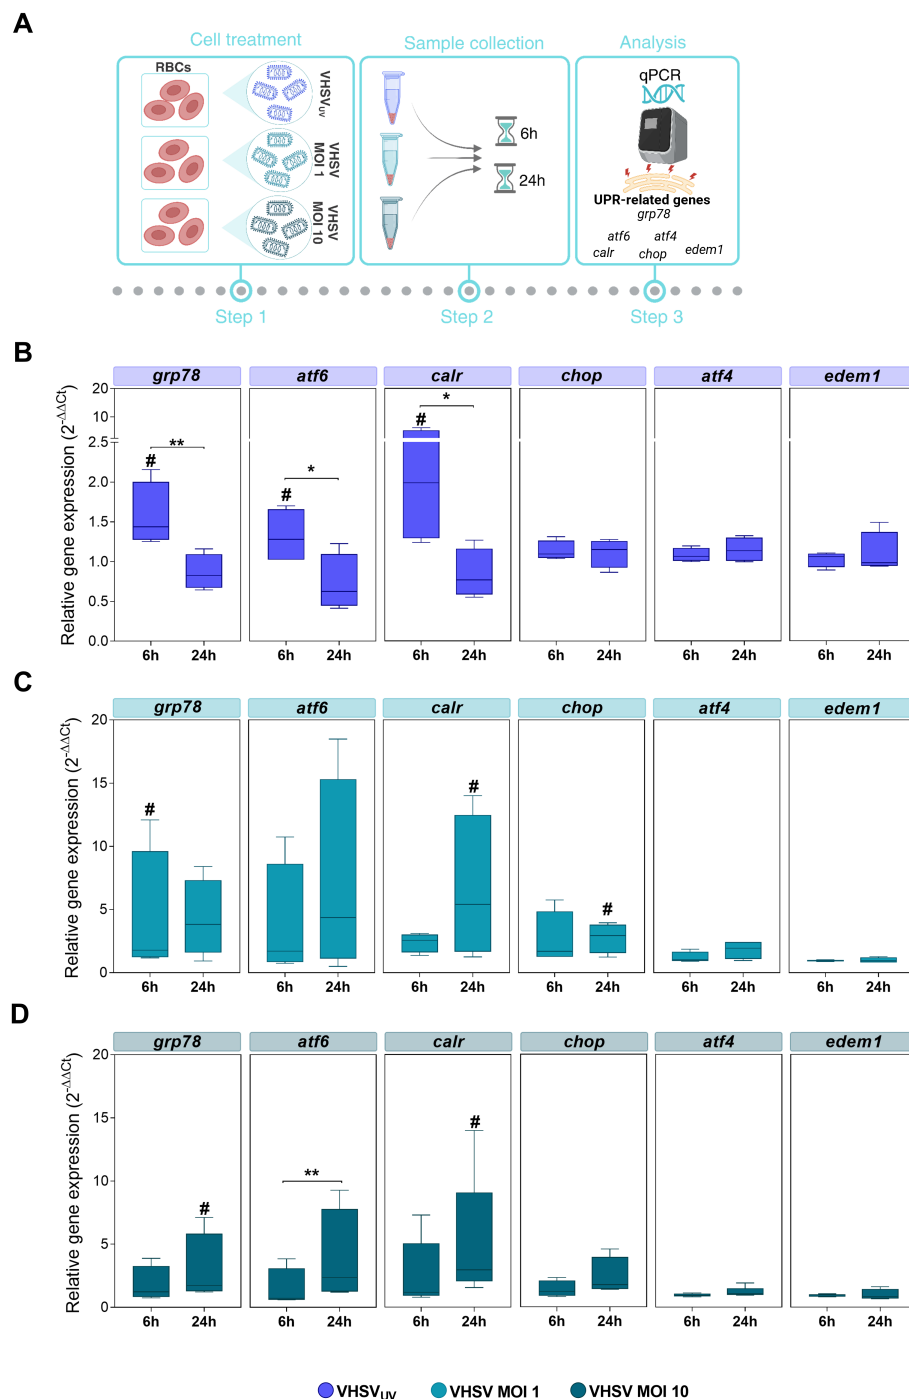 A
Cell treatment
Sample collection
Analysis
RBCs
VHSVUV
VHSV MOI 1
VHSV MOI 10
6h
24h
qPCR
UPR-related genes
grp78
atf6 atf4
calr chop edem1
Step 1
Step 2
Step 3
B
grp78 atf6 calr chop atf4 edem1
Relative gene expression (2-ΔΔCt)
20
10
2.5
2.0
1.5
1.0
0.5
0.0
# ** # * # *
6h 24h 6h 24h 6h 24h 6h 24h 6h 24h 6h 24h
C
grp78 atf6 calr chop atf4 edem1
Relative gene expression (2-ΔΔCt)
20
15
10
5
0
# # #
6h 24h 6h 24h 6h 24h 6h 24h 6h 24h 6h 24h
D
grp78 atf6 calr chop atf4 edem1
Relative gene expression (2-ΔΔCt)
20
15
10
5
0
# ** #
6h 24h 6h 24h 6h 24h 6h 24h 6h 24h 6h 24h
VHSVUV VHSV MOI 1 VHSV MOI 10